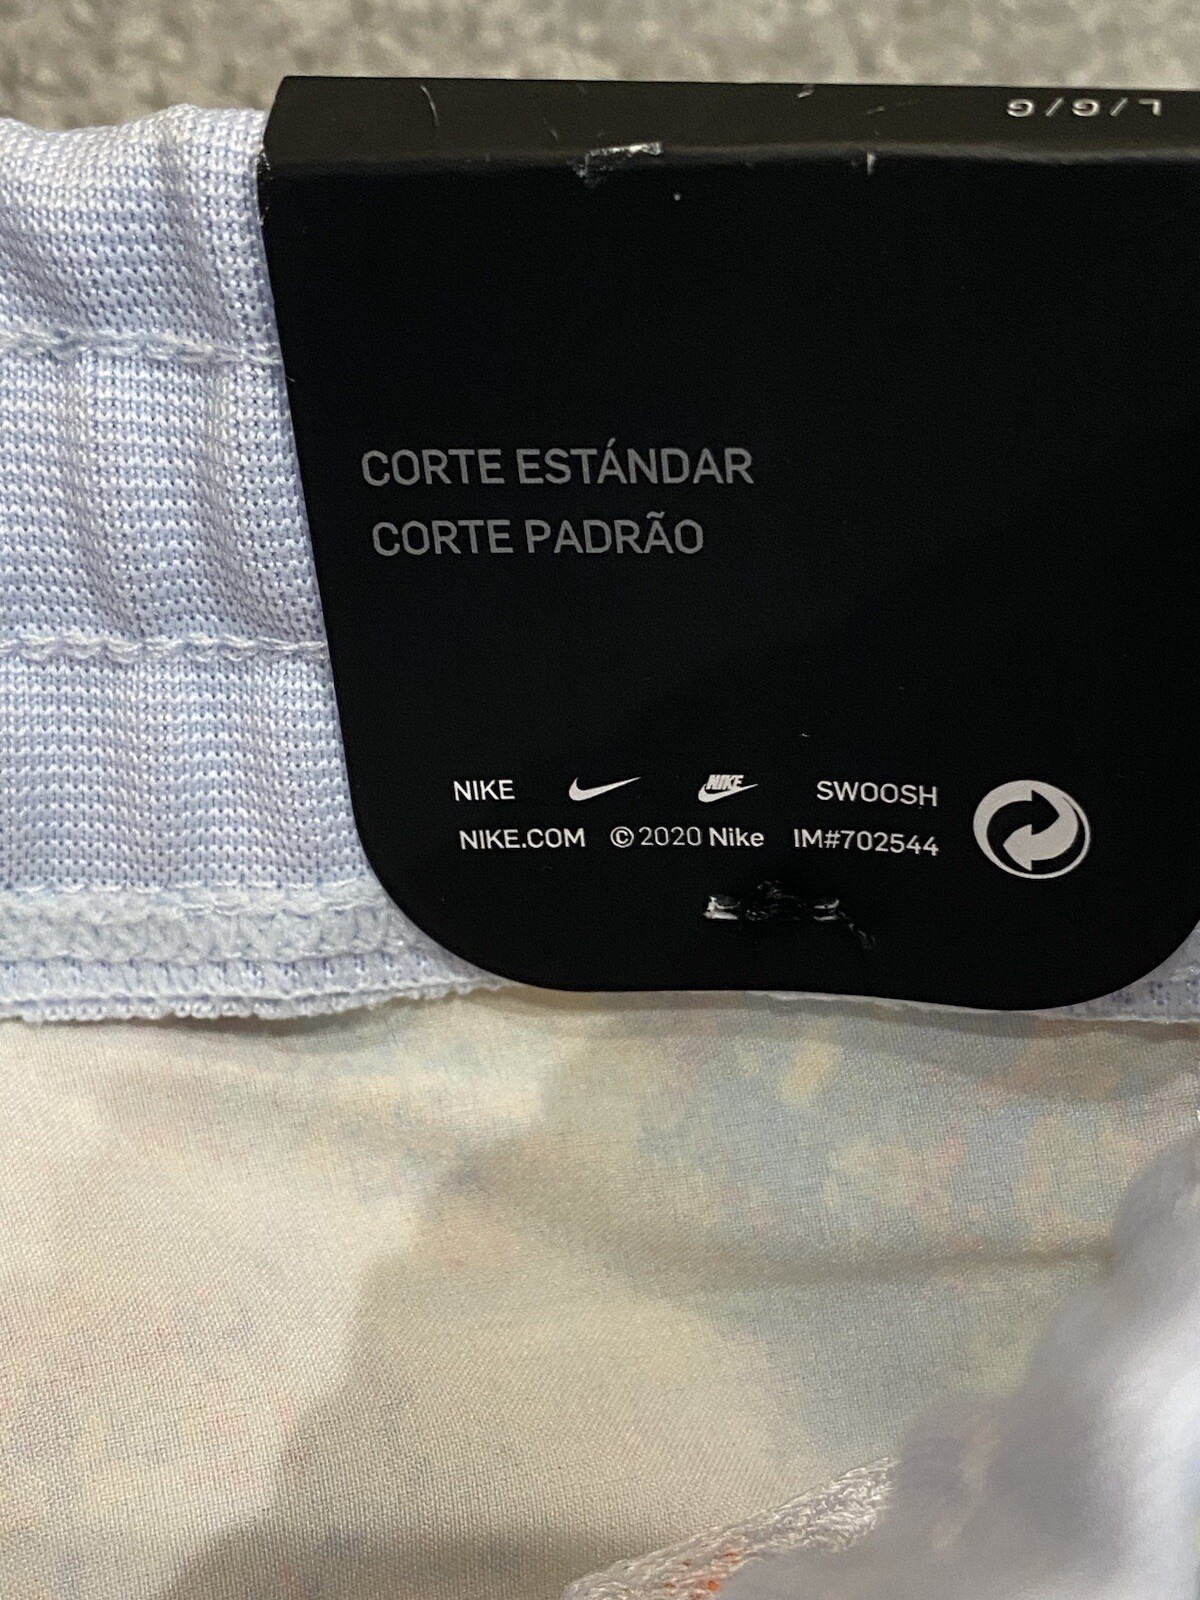 L/G/G
CORTE ESTÁNDAR
CORTE PADRÃO
NIKE NIKE SWOOSH
NIKE.COM ©2020 Nike IM#702544